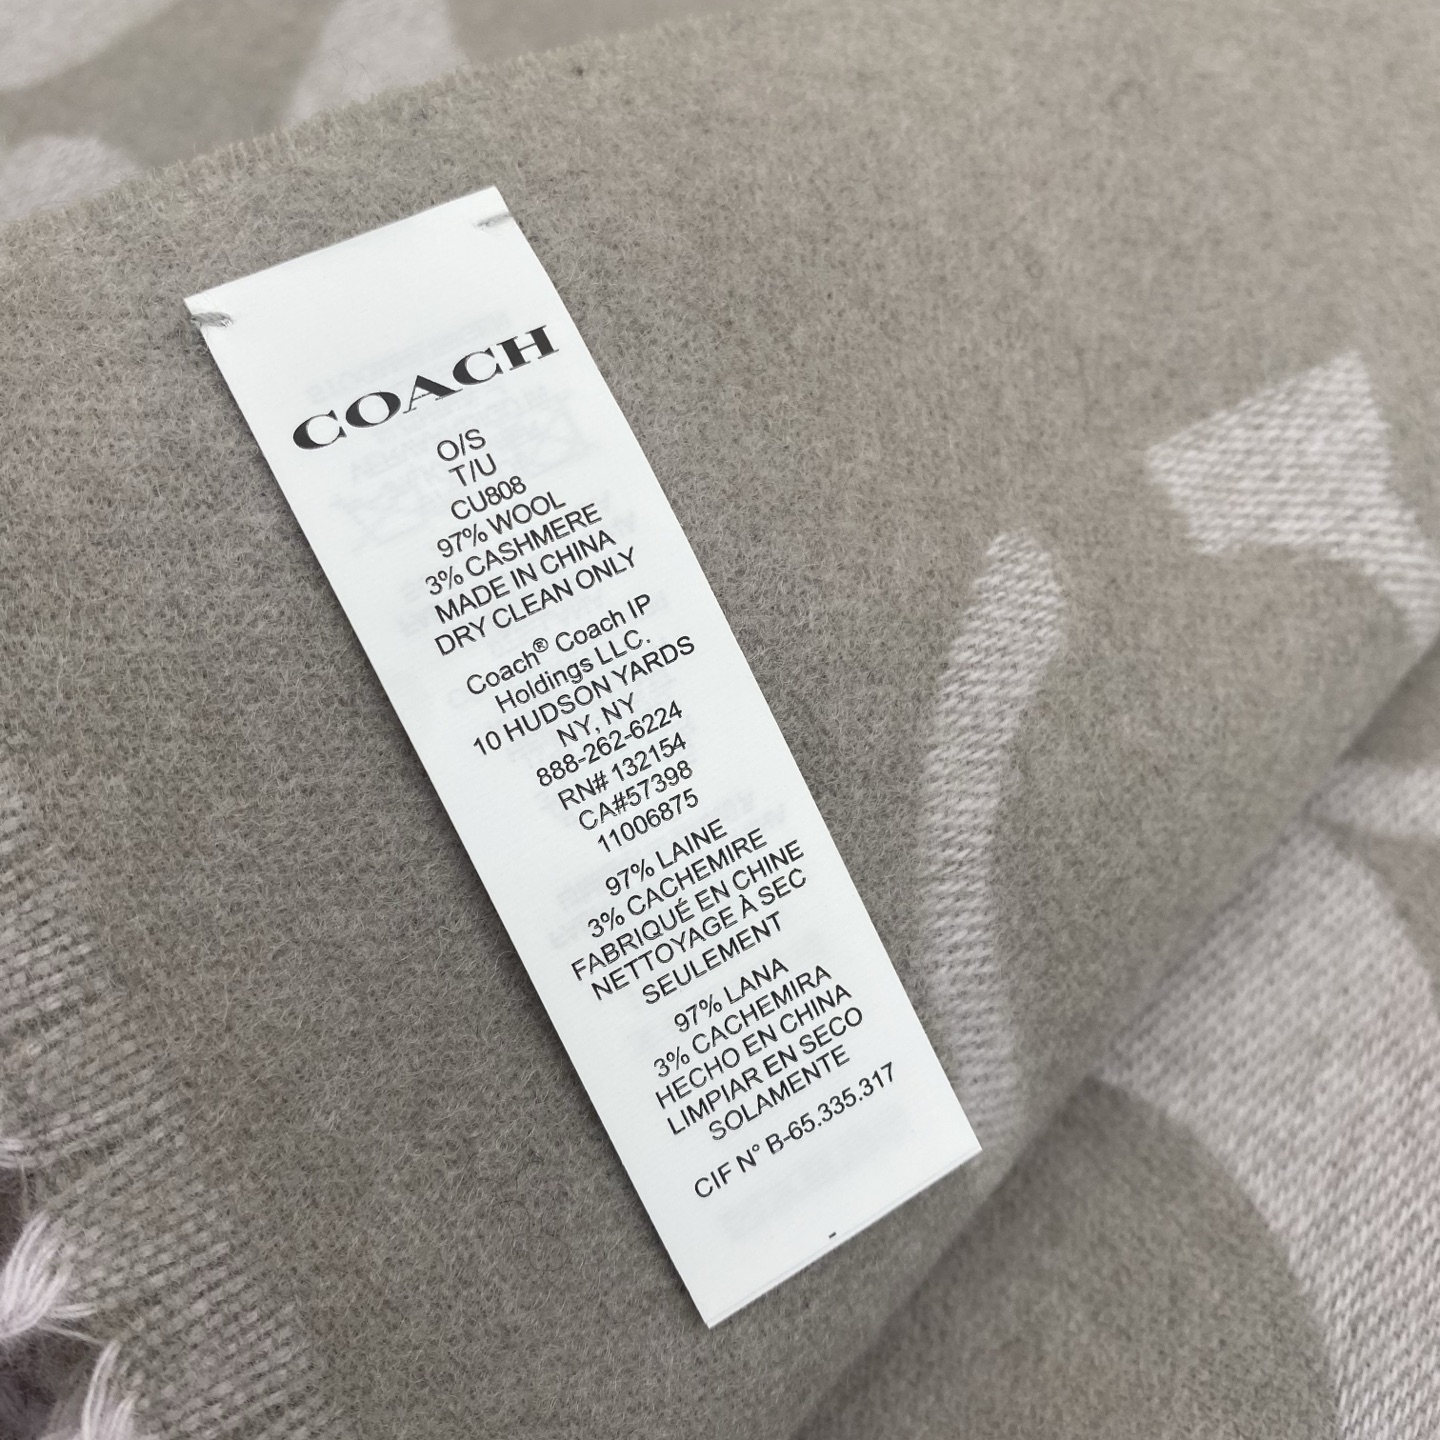 COACH
O/S
T/U
CU808
97% WOOL
3% CASHMERE
MADE IN CHINA
DRY CLEAN ONLY
Coach® Coach IP
Holdings LLC.
10 HUDSON YARDS
NY, NY
888-262-6224
RN# 132154
CA#57398
11006875
97% LAINE
3% CACHEMIRE
FABRIQUÉ EN CHINE
NETTOYAGE À SEC
SEULEMENT
97% LANA
3% CACHEMIRA
HECHO EN CHINA
LIMPIAR EN SECO
SOLAMENTE
CIF N° B-65.335.317